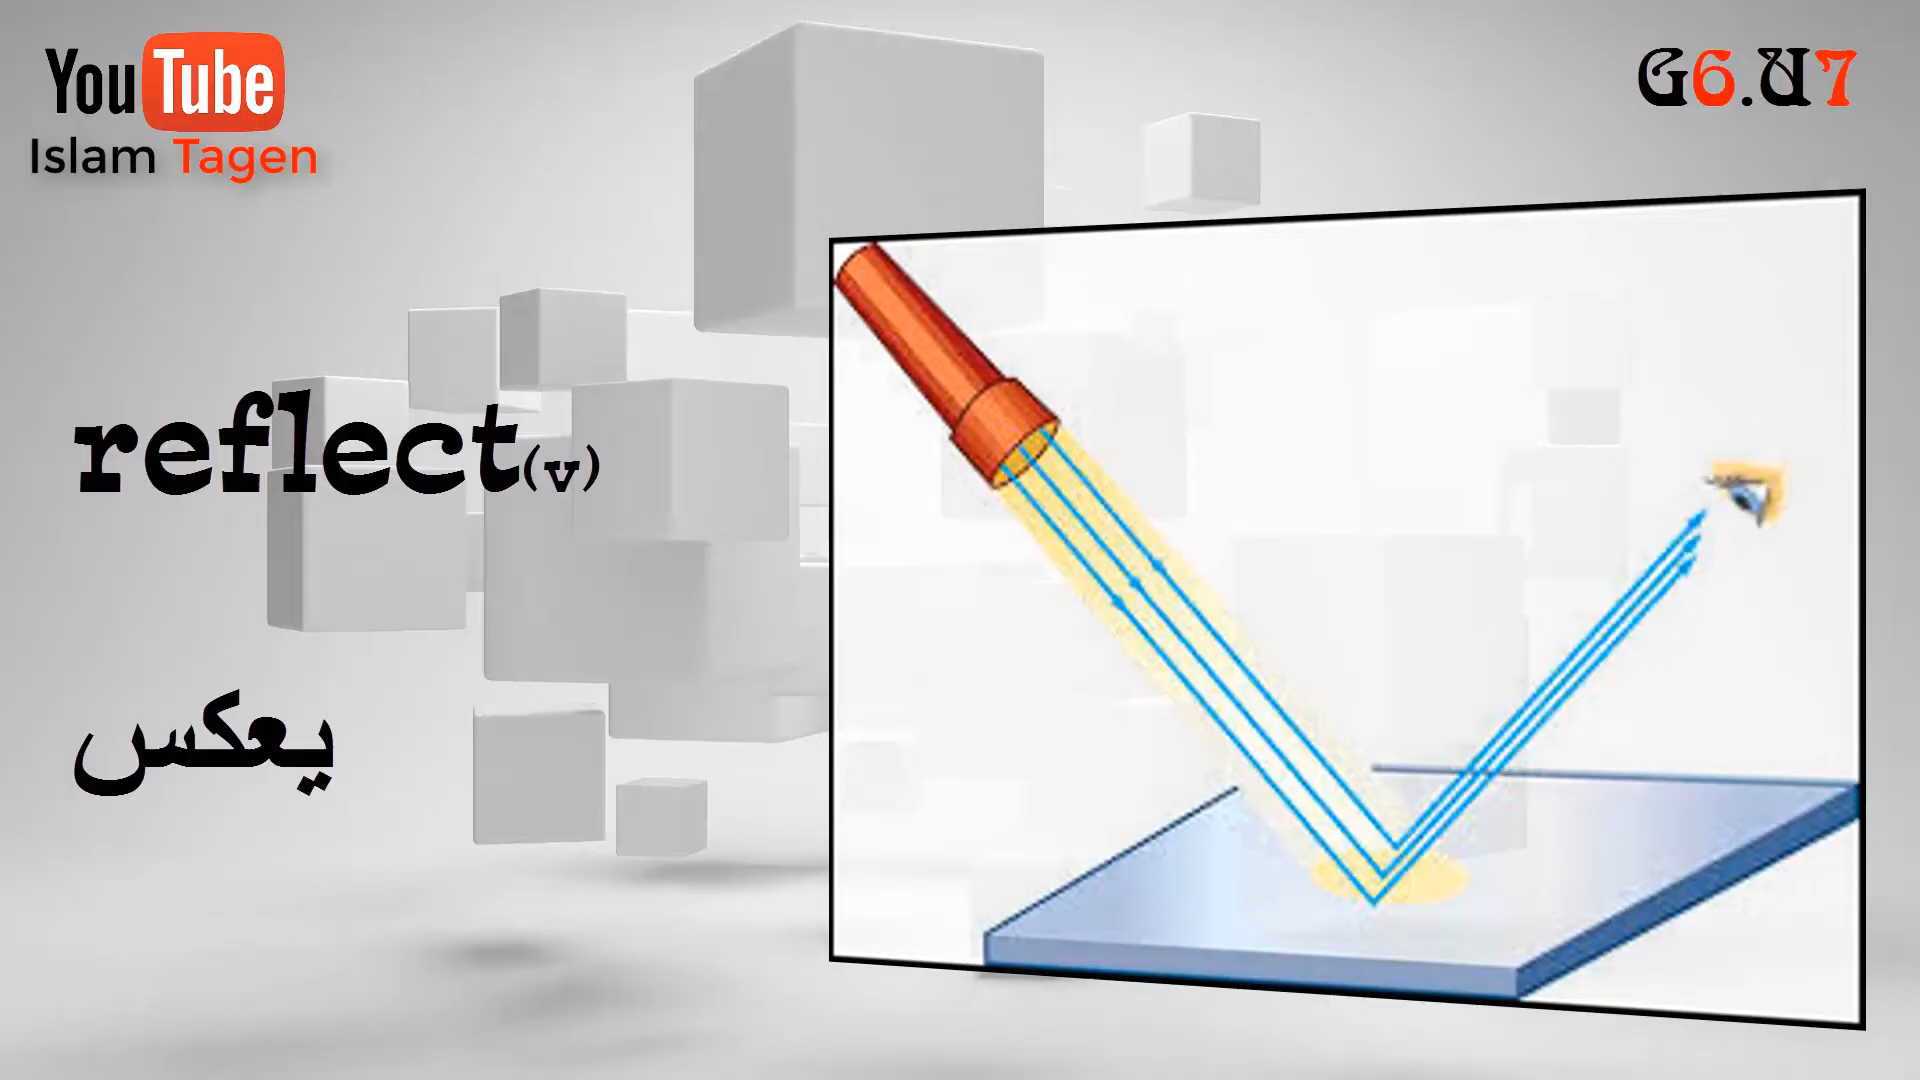 YouTube
Islam Tagen
G6.U7
reflect(v)
يعكس